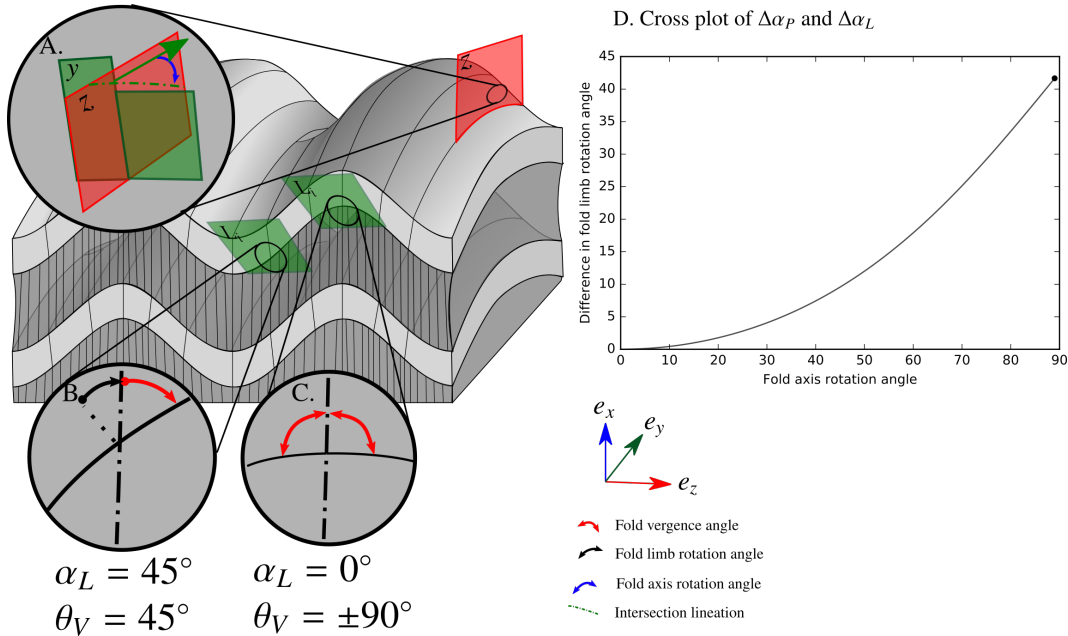 A.
y
z
z
B.
C.
α_L = 45°
θ_V = 45°
α_L = 0°
θ_V = ±90°
D. Cross plot of Δα_P and Δα_L
Difference in fold limb rotation angle
45
40
35
30
25
20
15
10
5
0
0 10 20 30 40 50 60 70 80 90
Fold axis rotation angle
e_x
e_y
e_z
Fold vergence angle
Fold limb rotation angle
Fold axis rotation angle
Intersection lineation